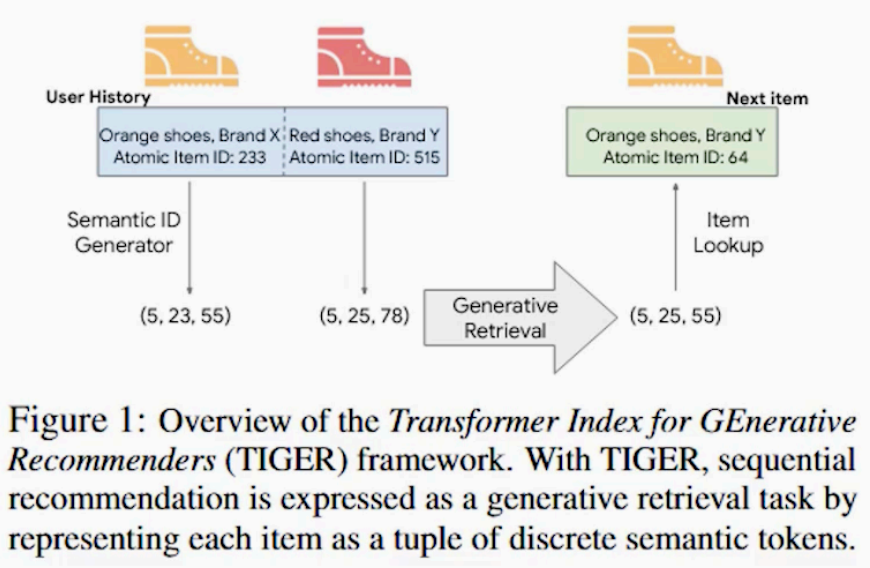 User History
Next item
Orange shoes, Brand X
Atomic Item ID: 233
Red shoes, Brand Y
Atomic Item ID: 515
Orange shoes, Brand Y
Atomic Item ID: 64
Semantic ID
Generator
Item
Lookup
(5, 23, 55)
(5, 25, 78)
Generative
Retrieval
(5, 25, 55)
Figure 1: Overview of the Transformer Index for GEnerative
Recommenders (TIGER) framework. With TIGER, sequential
recommendation is expressed as a generative retrieval task by
representing each item as a tuple of discrete semantic tokens.